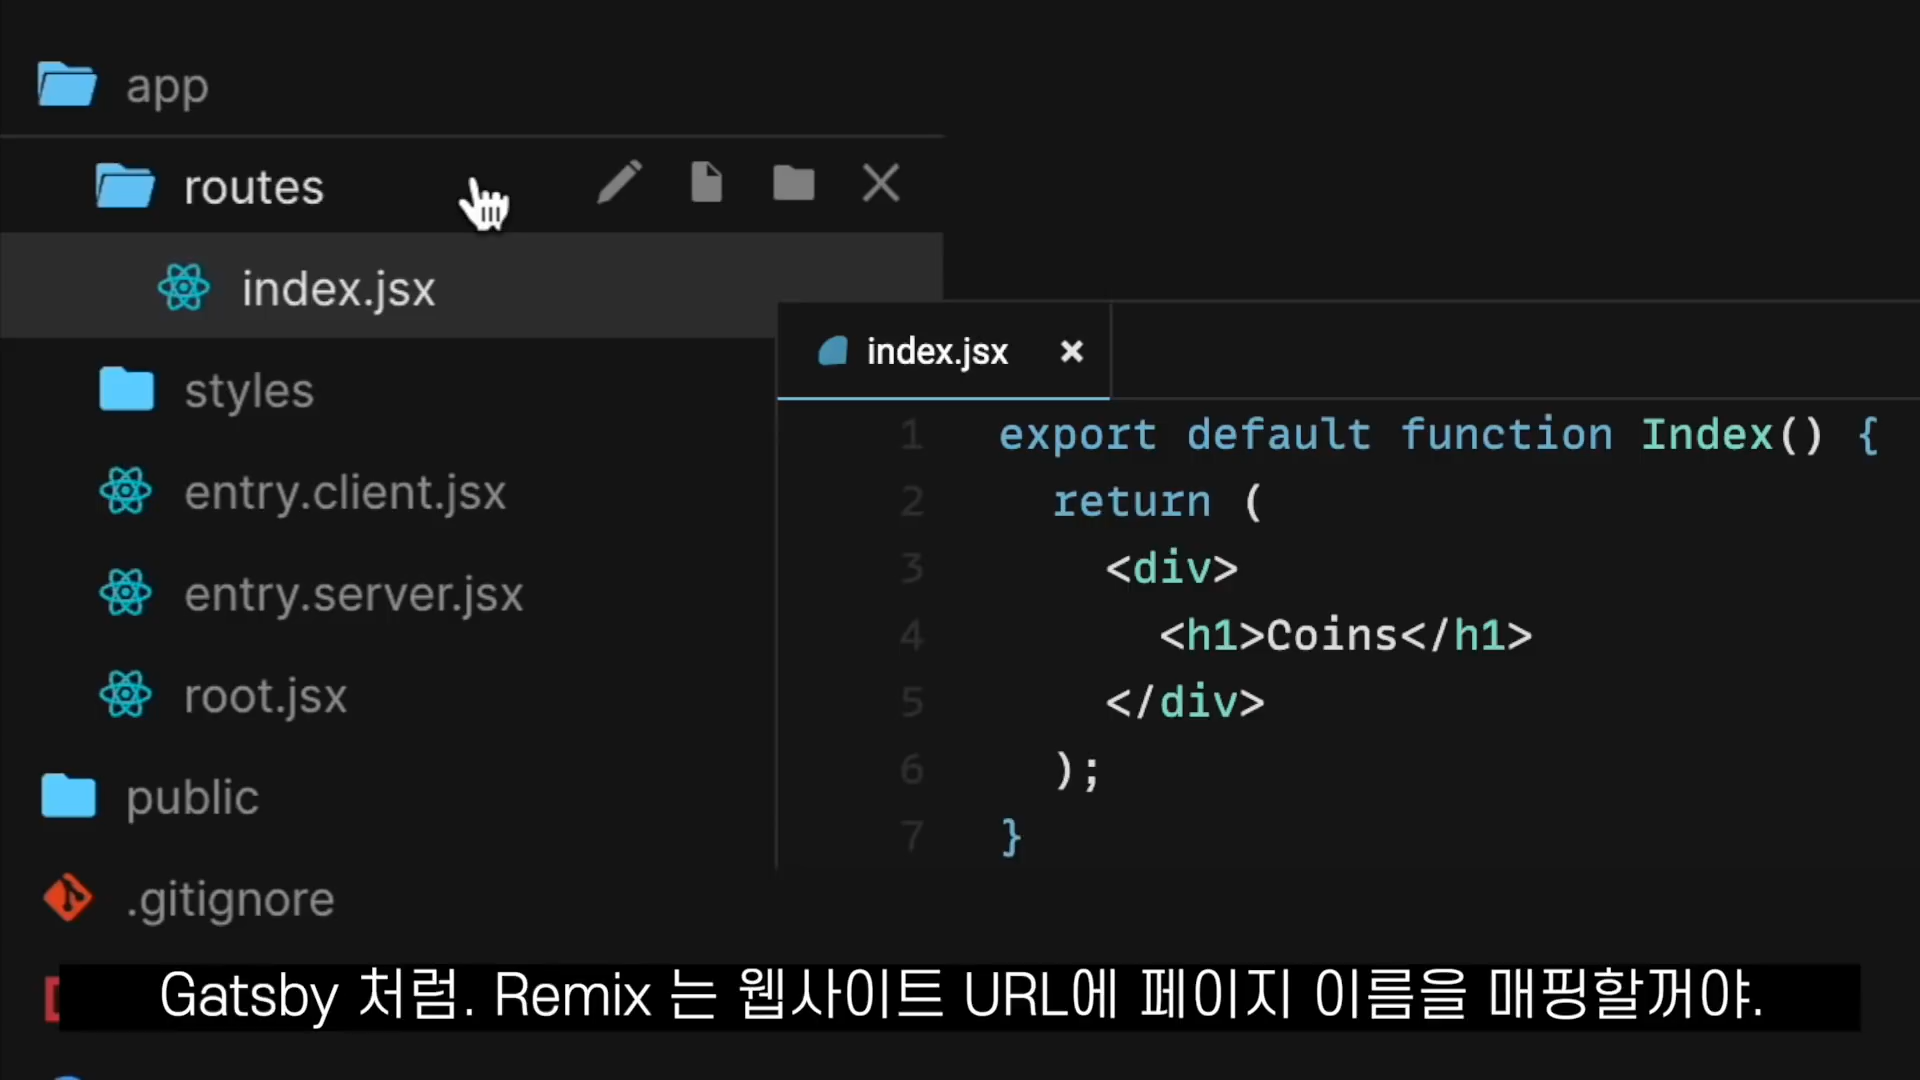 app
routes
index.jsx
styles
entry.client.jsx
entry.server.jsx
root.jsx
public
.gitignore
index.jsx ×
1 export default function Index() {
2 return (
3 <div>
4 <h1>Coins</h1>
5 </div>
6 );
7 }
Gatsby 처럼. Remix 는 웹사이트 URL에 페이지 이름을 매핑할꺼야.